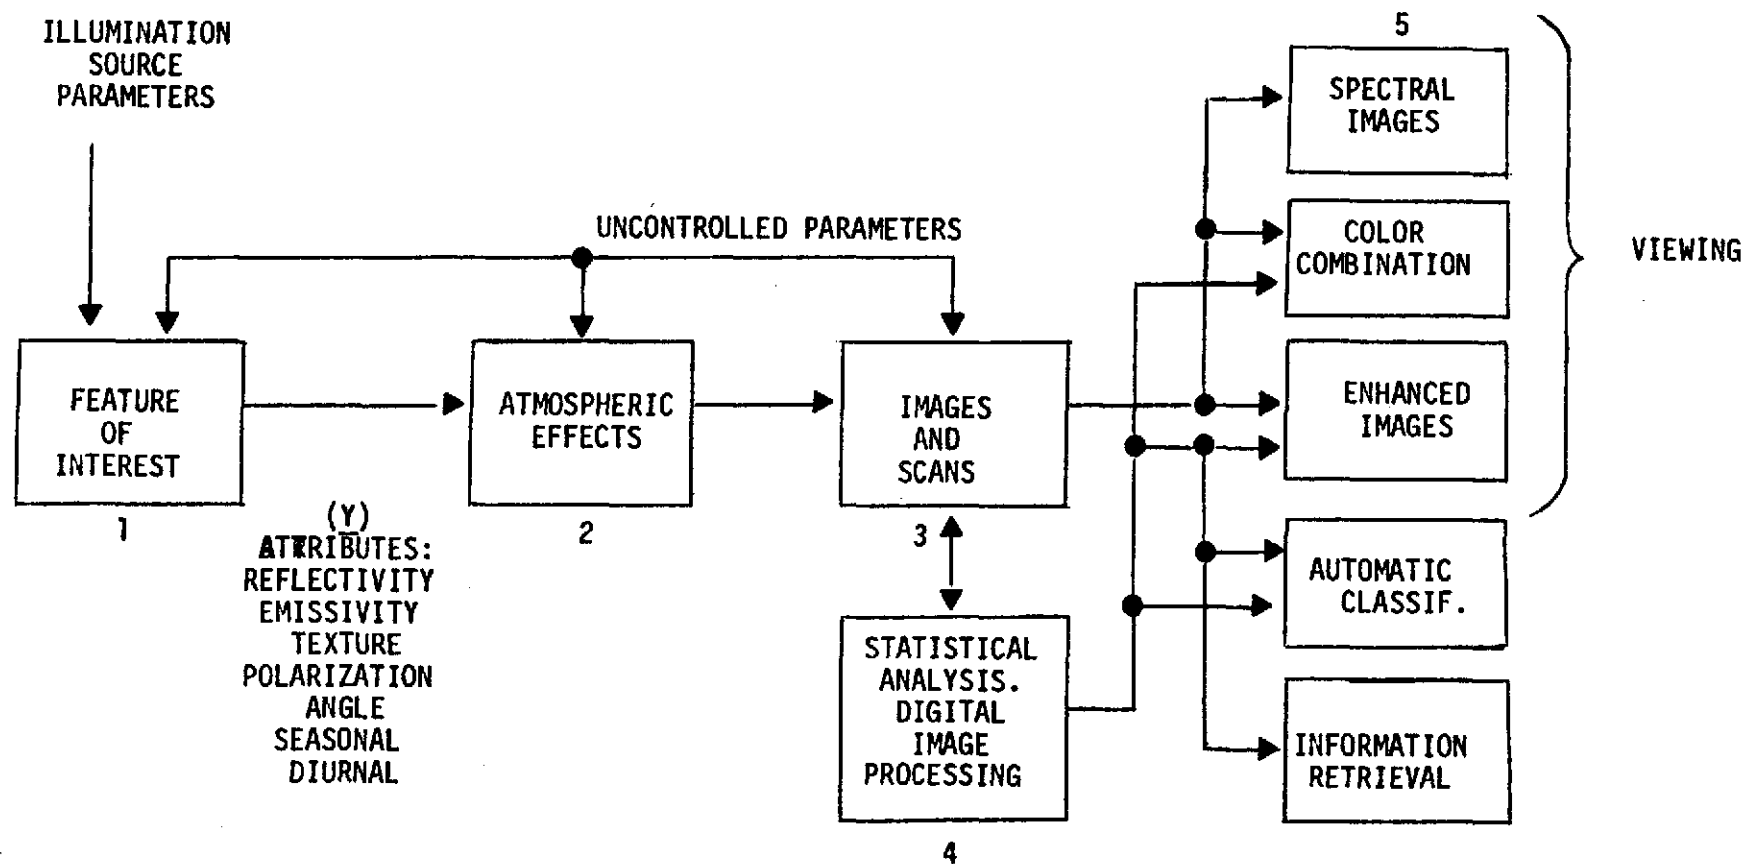 ILLUMINATION
SOURCE
PARAMETERS
UNCONTROLLED PARAMETERS
FEATURE
OF
INTEREST
1
(Y)
ATTRIBUTES:
REFLECTIVITY
EMISSIVITY
TEXTURE
POLARIZATION
ANGLE
SEASONAL
DIURNAL
ATMOSPHERIC
EFFECTS
2
IMAGES
AND
SCANS
3
STATISTICAL
ANALYSIS.
DIGITAL
IMAGE
PROCESSING
4
5
SPECTRAL
IMAGES
COLOR
COMBINATION
ENHANCED
IMAGES
AUTOMATIC
CLASSIF.
INFORMATION
RETRIEVAL
VIEWING